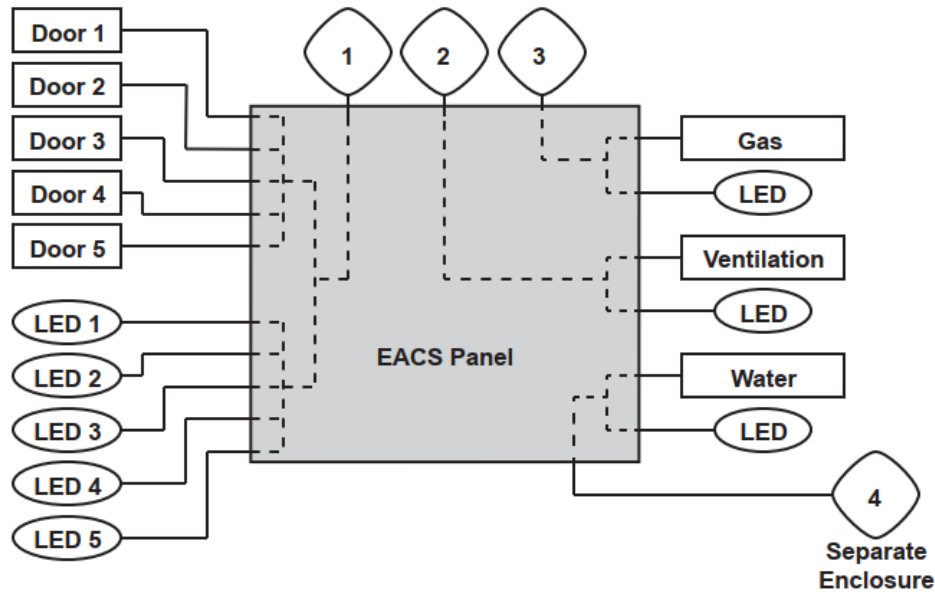 Door 1
Door 2
Door 3
Door 4
Door 5
LED 1
LED 2
LED 3
LED 4
LED 5
1
2
3
EACS Panel
Gas
LED
Ventilation
LED
Water
LED
4
Separate
Enclosure